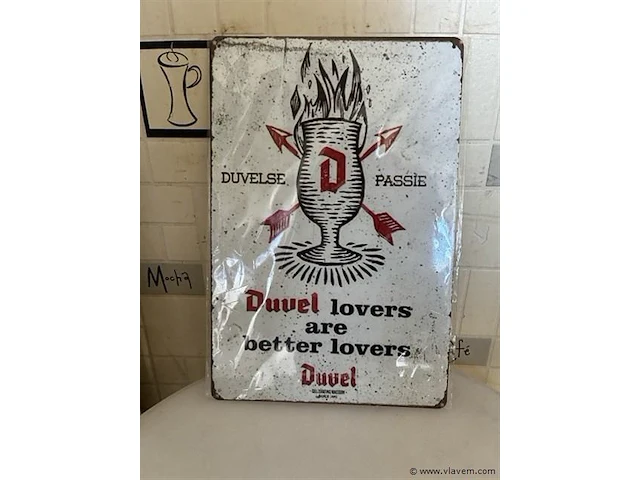 D
DUVELSE PASSIE
Duvel lovers
are
better lovers
Duvel
Mocha
© www.vlavem.com